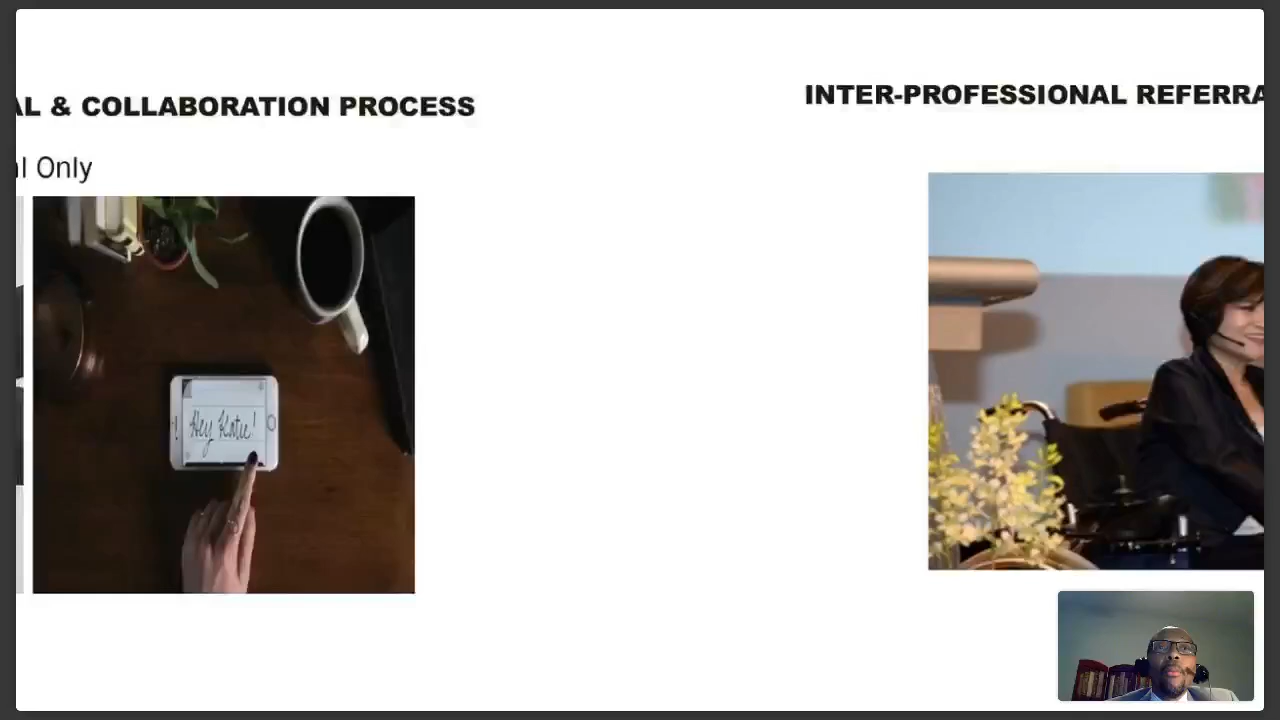 AL & COLLABORATION PROCESS
INTER-PROFESSIONAL REFERRA
Only
Hey Katie!